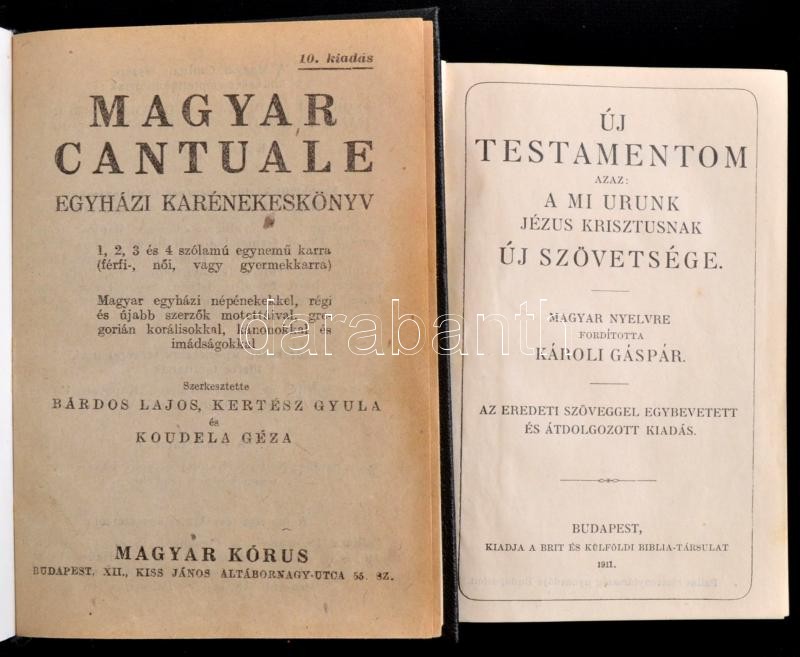 10. kiadás
MAGYAR
CANTUALE
EGYHÁZI KARÉNEKESKÖNYV
1, 2, 3 és 4 szólamú egynemű karra
(férfi-, női, vagy gyermekkarra)
Magyar egyházi népénekekkel, régi
és újabb szerzők motettáival, gre-
gorián korálisokkal, kánonokkal és
imádságokkal
Szerkesztette
BÁRDOS LAJOS, KERTÉSZ GYULA
és
KOUDELA GÉZA
MAGYAR KÓRUS
BUDAPEST, XII., KISS JÁNOS ALTÁBORNAGY-UTCA 55. SZ.
ÚJ
TESTAMENTOM
AZAZ:
A MI URUNK
JÉZUS KRISZTUSNAK
ÚJ SZÖVETSÉGE.
MAGYAR NYELVRE
FORDÍTOTTA
KÁROLI GÁSPÁR.
AZ EREDETI SZÖVEGGEL EGYBEVETETT
ÉS ÁTDOLGOZOTT KIADÁS.
BUDAPEST,
KIADJA A BRIT ÉS KÜLFÖLDI BIBLIA-TÁRSULAT
1911.
darabanth